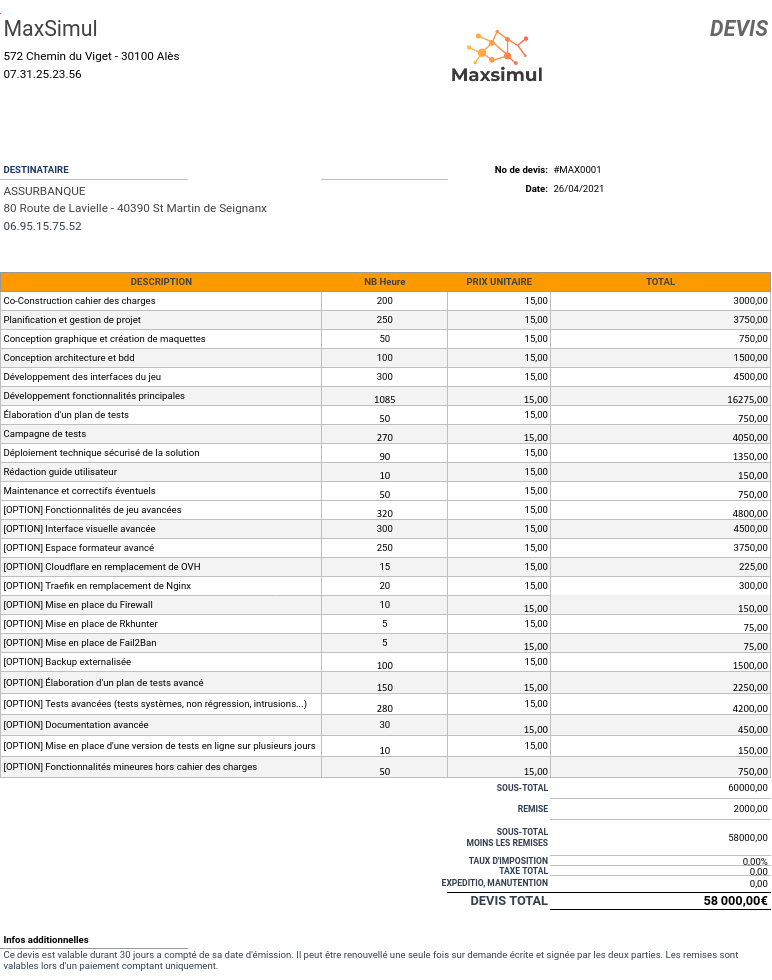 MaxSimul
DEVIS
572 Chemin du Viget - 30100 Alès
07.31.25.23.56
Maxsimul
DESTINATAIRE
No de devis: #MAX0001
ASSURBANQUE
Date: 26/04/2021
80 Route de Lavielle - 40390 St Martin de Seignanx
06.95.15.75.52
DESCRIPTION NB Heure PRIX UNITAIRE TOTAL
Co-Construction cahier des charges 200 15,00 3000,00
Planification et gestion de projet 250 15,00 3750,00
Conception graphique et création de maquettes 50 15,00 750,00
Conception architecture et bdd 100 15,00 1500,00
Développement des interfaces du jeu 300 15,00 4500,00
Développement fonctionnalités principales 1085 15,00 16275,00
Élaboration d'un plan de tests 50 15,00 750,00
Campagne de tests 270 15,00 4050,00
Déploiement technique sécurisé de la solution 90 15,00 1350,00
Rédaction guide utilisateur 10 15,00 150,00
Maintenance et correctifs éventuels 50 15,00 750,00
[OPTION] Fonctionnalités de jeu avancées 320 15,00 4800,00
[OPTION] Interface visuelle avancée 300 15,00 4500,00
[OPTION] Espace formateur avancé 250 15,00 3750,00
[OPTION] Cloudflare en remplacement de OVH 15 15,00 225,00
[OPTION] Traefik en remplacement de Nginx 20 15,00 300,00
[OPTION] Mise en place du Firewall 10 15,00 150,00
[OPTION] Mise en place de Rkhunter 5 15,00 75,00
[OPTION] Mise en place de Fail2Ban 5 15,00 75,00
[OPTION] Backup externalisée 100 15,00 1500,00
[OPTION] Élaboration d'un plan de tests avancé 150 15,00 2250,00
[OPTION] Tests avancées (tests systèmes, non régression, intrusions...) 280 15,00 4200,00
[OPTION] Documentation avancée 30 15,00 450,00
[OPTION] Mise en place d'une version de tests en ligne sur plusieurs jours 10 15,00 150,00
[OPTION] Fonctionnalités mineures hors cahier des charges 50 15,00 750,00
SOUS-TOTAL 60000,00
REMISE 2000,00
SOUS-TOTAL
MOINS LES REMISES 58000,00
TAUX D'IMPOSITION 0,00%
TAXE TOTAL 0,00
EXPEDITIO, MANUTENTION 0,00
DEVIS TOTAL 58 000,00€
Infos additionnelles
Ce devis est valable durant 30 jours a compté de sa date d'émission. Il peut être renouvellé une seule fois sur demande écrite et signée par les deux parties. Les remises sont
valables lors d'un paiement comptant uniquement.